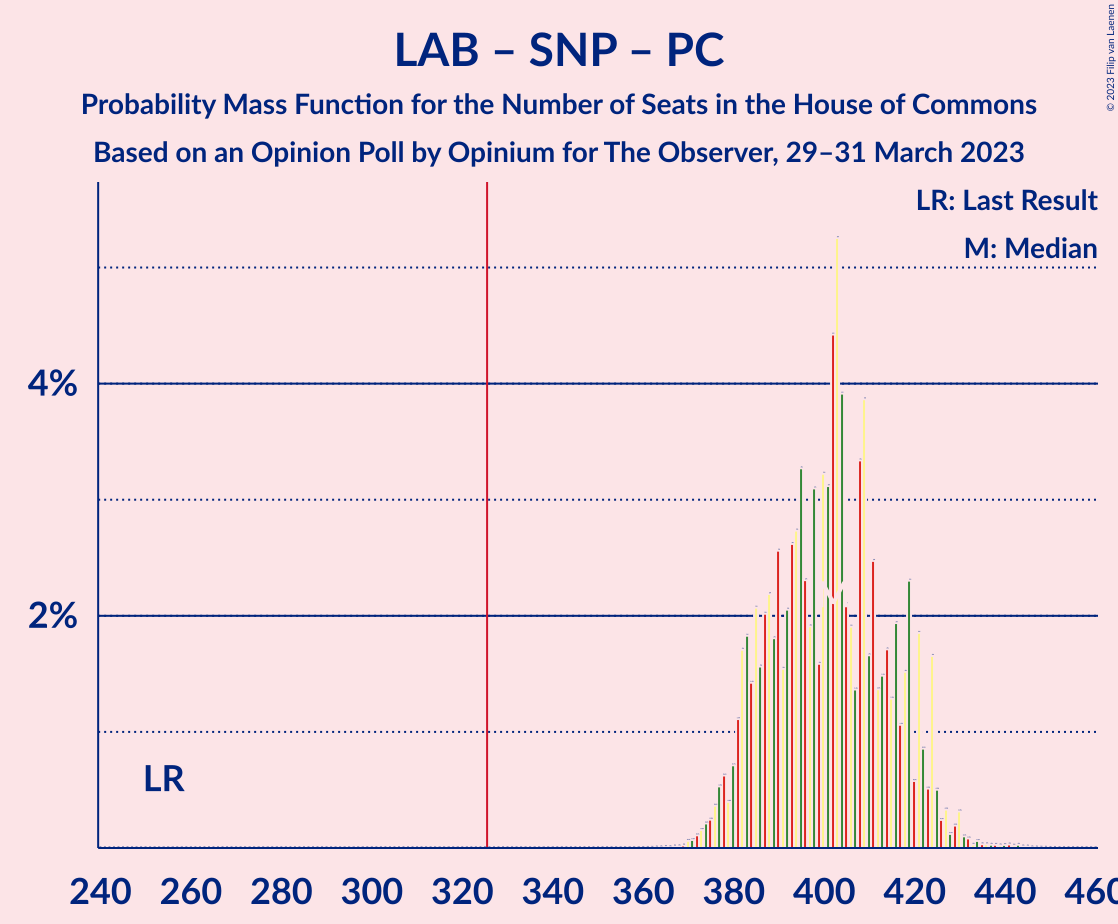 LAB – SNP – PC
Probability Mass Function for the Number of Seats in the House of Commons
Based on an Opinion Poll by Opinium for The Observer, 29–31 March 2023
© 2023 Filip van Laenen
LR: Last Result
M: Median
4%
2%
LR
240 260 280 300 320 340 360 380 400 420 440 460